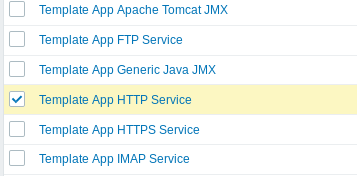 Template App Apache Tomcat JMX
Template App FTP Service
Template App Generic Java JMX
Template App HTTP Service
Template App HTTPS Service
Template App IMAP Service